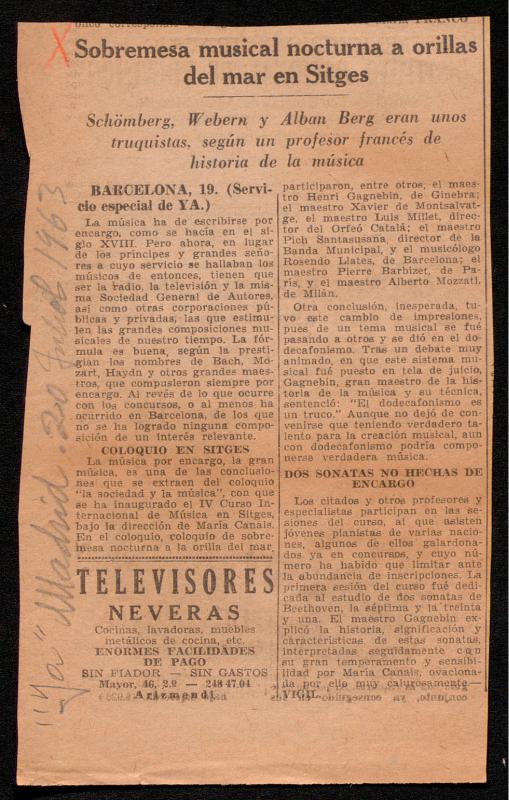 X
Sobremesa musical nocturna a orillas
del mar en Sitges
Schömberg, Webern y Alban Berg eran unos
truquistas, según un profesor francés de
historia de la música
BARCELONA, 19. (Servi-
cio especial de YA.)
La música ha de escribirse por
encargo, como se hacía en el si-
glo XVIII. Pero ahora, en lugar
de los príncipes y grandes seño-
res a cuyo servicio se hallaban los
músicos de entonces, tienen que
ser la radio, la televisión y la mis-
ma Sociedad General de Autores,
así como otras corporaciones pú-
blicas y privadas, las que estimu-
len las grandes composiciones mu-
sicales de nuestro tiempo. La fór-
mula es buena, según la presti-
gian los nombres de Bach, Mo-
zart, Haydn y otros grandes maes-
tros, que compusieron siempre por
encargo. Al revés de lo que ocurre
con los concursos, o al menos ha
ocurrido en Barcelona, de los que
no se ha logrado ninguna compo-
sición de un interés relevante.
COLOQUIO EN SITGES
La música por encargo, la gran
música, es una de las conclusio-
nes que se extraen del coloquio
"la sociedad y la música", con que
se ha inaugurado el IV Curso In-
ternacional de Música en Sitges,
bajo la dirección de María Canals.
En el coloquio, coloquio de sobre-
mesa nocturna a la orilla del mar,
TELEVISORES
NEVERAS
Cocinas, lavadoras, muebles
metálicos de cocina, etc.
ENORMES FACILIDADES
DE PAGO
SIN FIADOR — SIN GASTOS
Mayor, 46, 2.º — 248 47 04
Arizmendi
participaron, entre otros, el maes-
tro Henri Gagnebin, de Ginebra;
el maestro Xavier de Montsalvat-
ge, el maestro Luis Millet, direc-
tor del Orfeó Catalá; el maestro
Pich Santasusana, director de la
Banda Municipal, y el musicólogo
Rosendo Llates, de Barcelona; el
maestro Pierre Barbizet, de Pa-
rís, y el maestro Alberto Mozzati,
de Milán.
Otra conclusión, inesperada, tu-
vo este cambio de impresiones,
pues de un tema musical se fué
pasando a otros y se dió en el do-
decafonismo. Tras un debate muy
animado, en que este sistema mu-
sical fué puesto en tela de juicio,
Gagnebin, gran maestro de la his-
toria de la música y su técnica,
sentenció: "El dodecafonismo es
un truco." Aunque no dejó de con-
venirse que teniendo verdadero ta-
lento para la creación musical, aun
con dodecafonismo podría compo-
nerse verdadera música.
DOS SONATAS NO HECHAS DE
ENCARGO
Los citados y otros profesores y
especialistas participan en las se-
siones del curso, al que asisten
jóvenes pianistas de varias nacio-
nes, algunos de ellos galardona-
dos ya en concursos, y cuyo nú-
mero ha habido que limitar ante
la abundancia de inscripciones. La
primera sesión del curso fué dedi-
cada al estudio de dos sonatas de
Beethoven, la séptima y la treinta
y una. El maestro Gagnebin ex-
plicó la historia, significación y
características de estas sonatas,
interpretadas seguidamente con
su gran temperamento y sensibi-
lidad por María Canals, ovaciona-
da por ello muy calurosamente.—
VIGIL.
"Ya" Madrid. 20 963